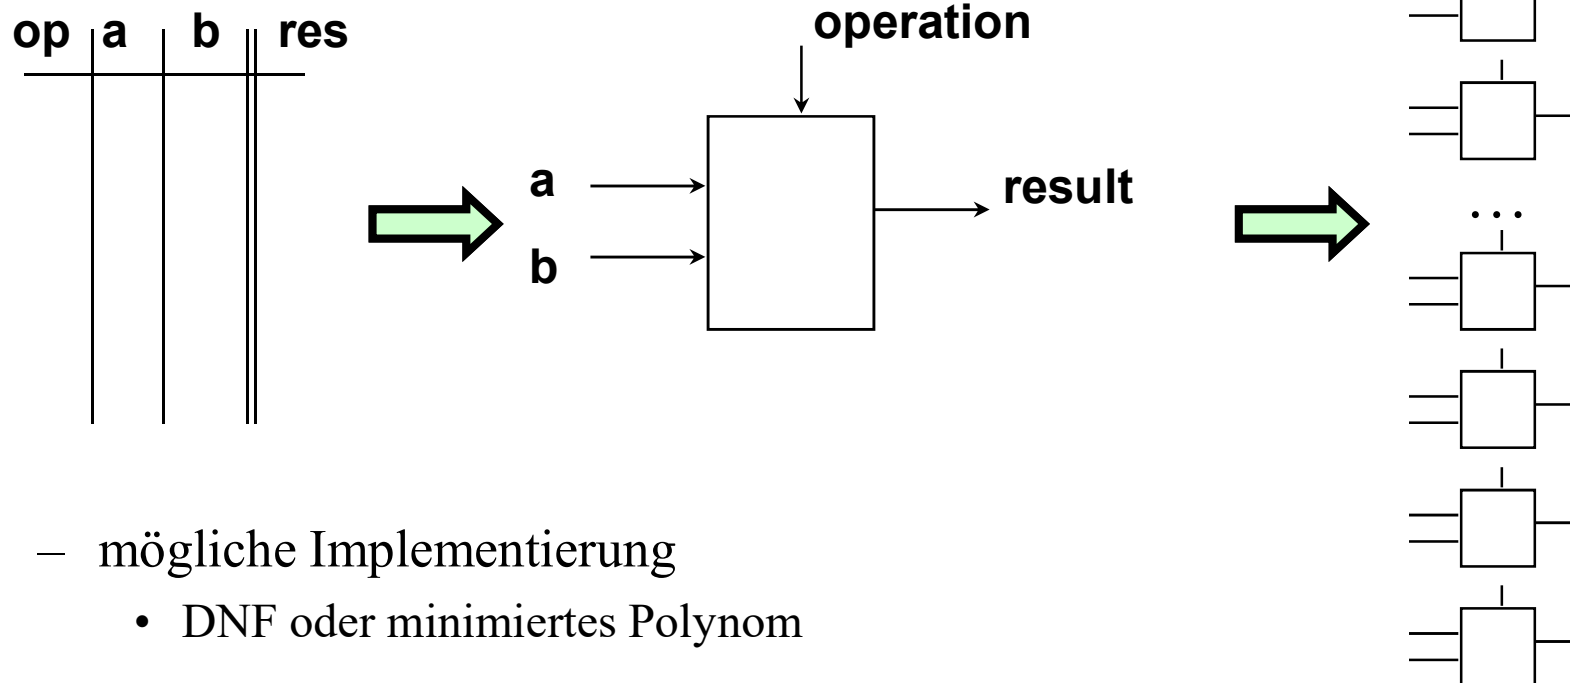 op a b res
operation
a
result
. . .
b
– mögliche Implementierung
• DNF oder minimiertes Polynom